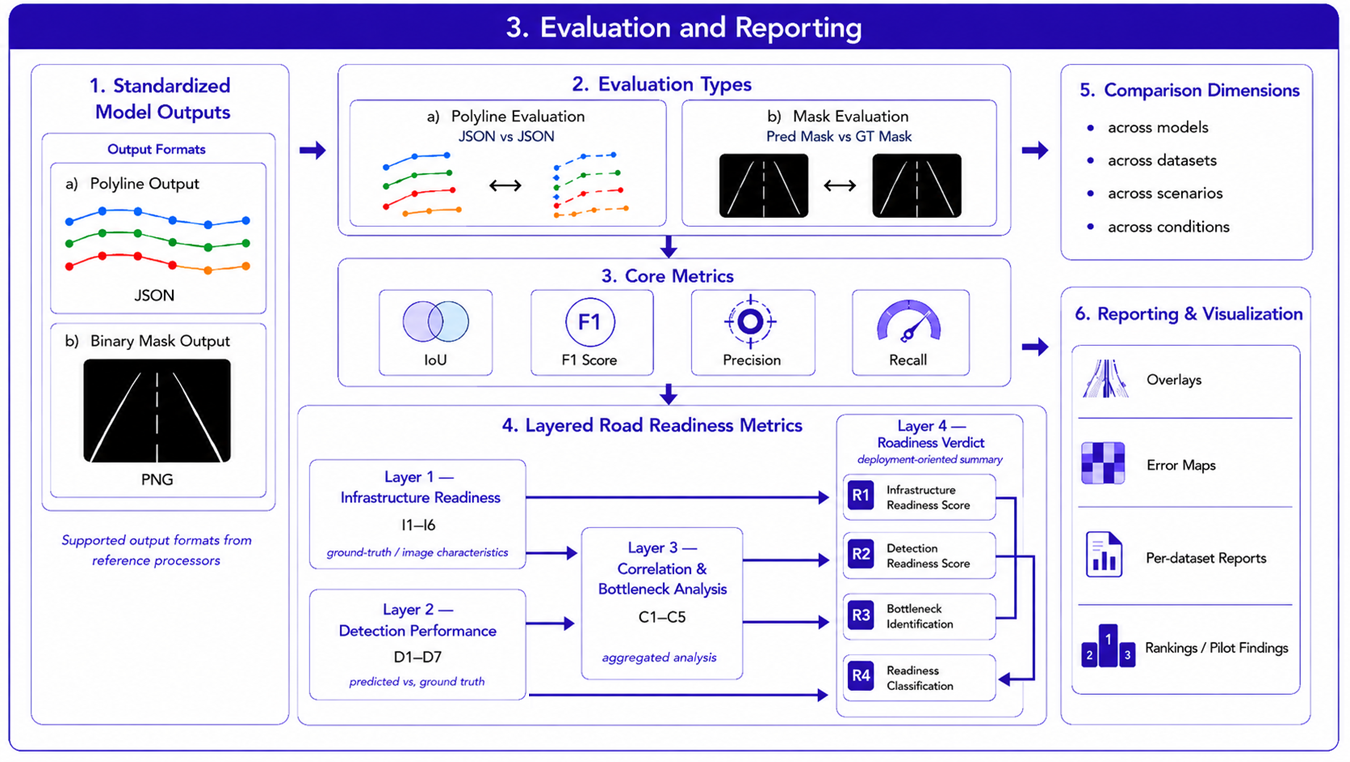 3. Evaluation and Reporting
1. Standardized
Model Outputs
Output Formats
a) Polyline Output
JSON
b) Binary Mask Output
PNG
Supported output formats from
reference processors
2. Evaluation Types
a) Polyline Evaluation
JSON vs JSON
b) Mask Evaluation
Pred Mask vs GT Mask
3. Core Metrics
IoU
F1
F1 Score
Precision
Recall
4. Layered Road Readiness Metrics
Layer 1 —
Infrastructure Readiness
I1–I6
ground-truth / image characteristics
Layer 2 —
Detection Performance
D1–D7
predicted vs, ground truth
Layer 3 —
Correlation &
Bottleneck Analysis
C1–C5
aggregated analysis
Layer 4 —
Roadiness Verdict
deployment-oriented summary
R1
Infrastructure
Readiness Score
R2
Detection
Readiness Score
R3
Bottleneck
Identification
R4
Readiness
Classification
5. Comparison Dimensions
• across models
• across datasets
• across scenarios
• across conditions
6. Reporting & Visualization
Overlays
Error Maps
Per-dataset Reports
2 1 3
Rankings / Pilot Findings